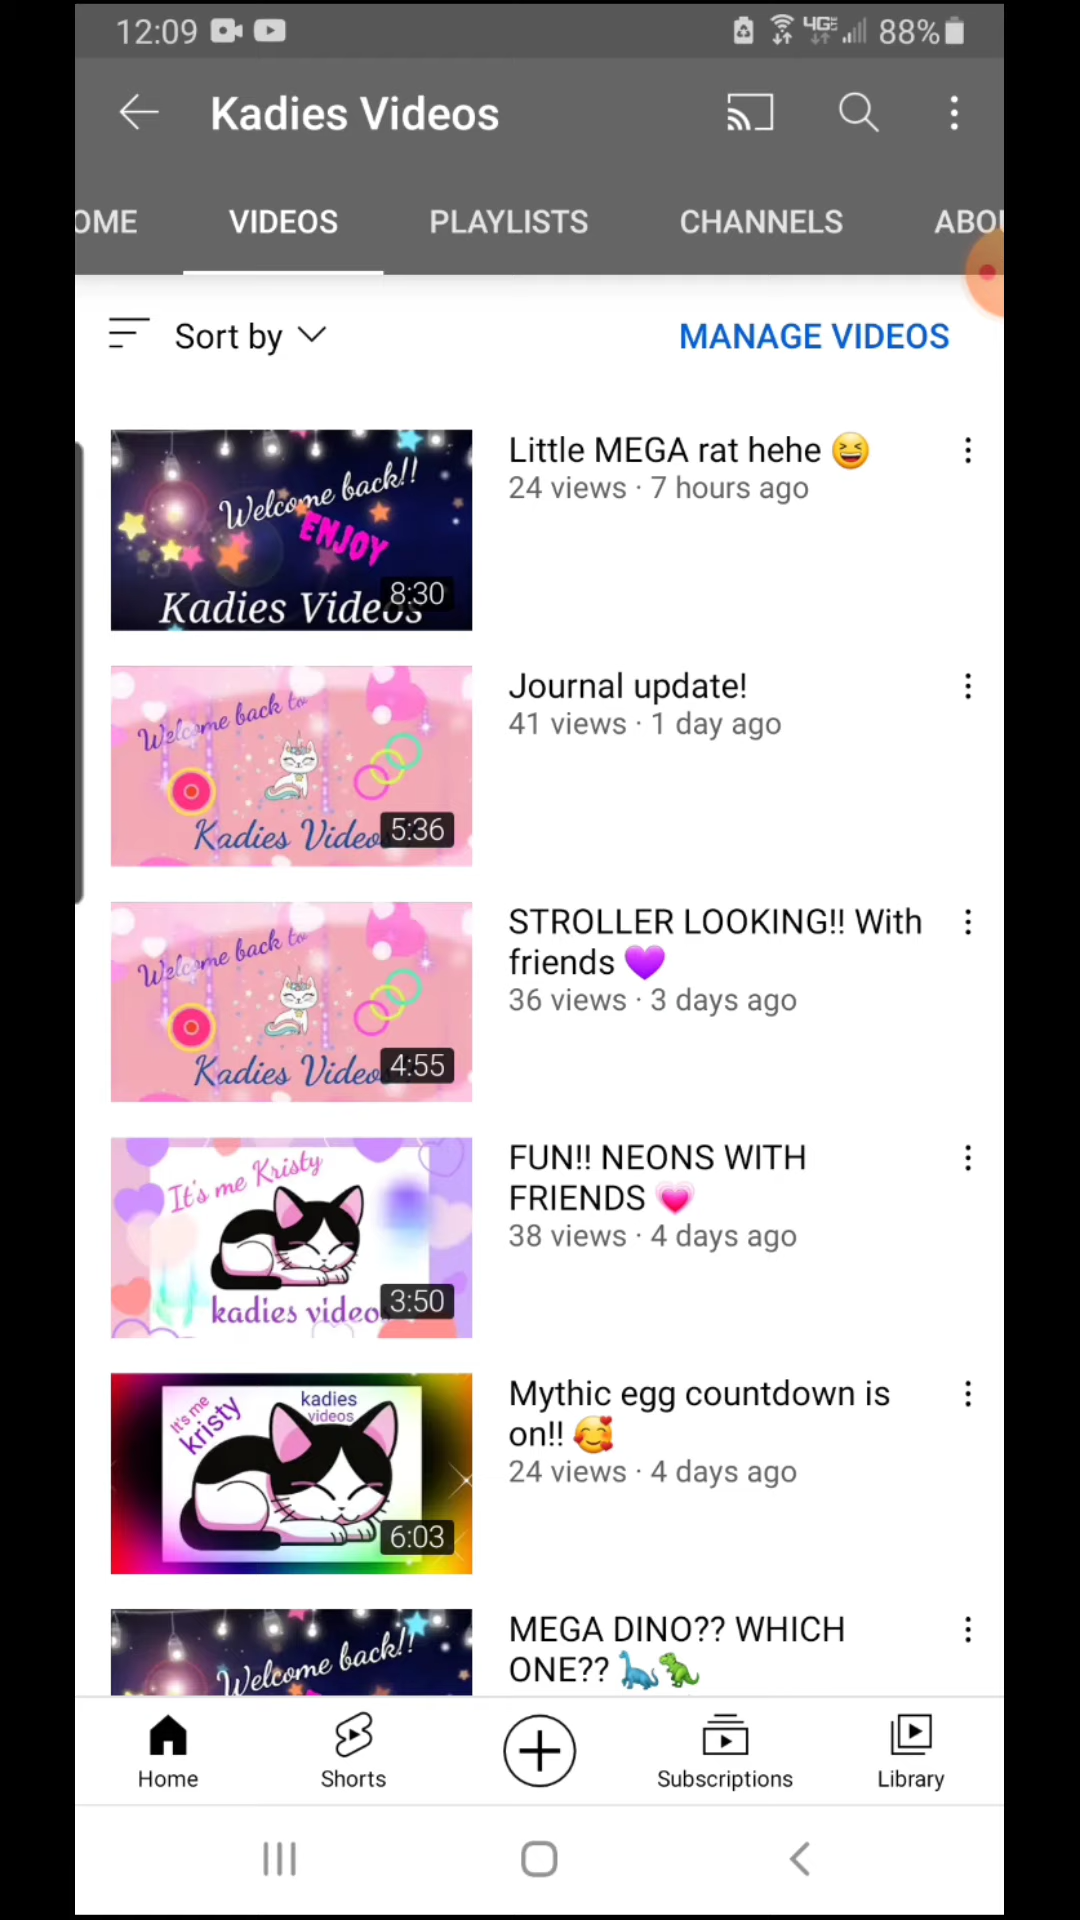 12:09 4GE 88%
Kadies Videos
OME VIDEOS PLAYLISTS CHANNELS ABOU
Sort by MANAGE VIDEOS
Welcome back!!
ENJOY
Kadies Videos
8:30
Little MEGA rat hehe 😆
24 views · 7 hours ago
Welcome back to
Kadies Video
5:36
Journal update!
41 views · 1 day ago
Welcome back to
Kadies Video
4:55
STROLLER LOOKING!! With
friends 💜
36 views · 3 days ago
It's me Kristy
kadies video
3:50
FUN!! NEONS WITH
FRIENDS 💗
38 views · 4 days ago
It's me
kristy
kadies
videos
6:03
Mythic egg countdown is
on!! 🥰
24 views · 4 days ago
Welcome back!!
MEGA DINO?? WHICH
ONE?? 🦕🦖
Home Shorts Subscriptions Library